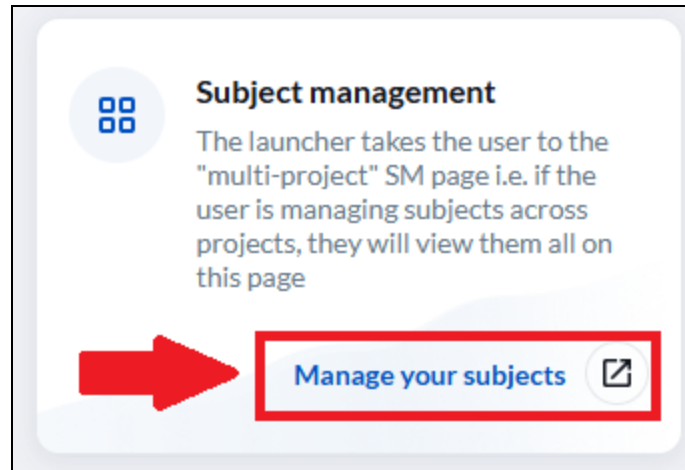 Subject management
The launcher takes the user to the
"multi-project" SM page i.e. if the
user is managing subjects across
projects, they will view them all on
this page
Manage your subjects